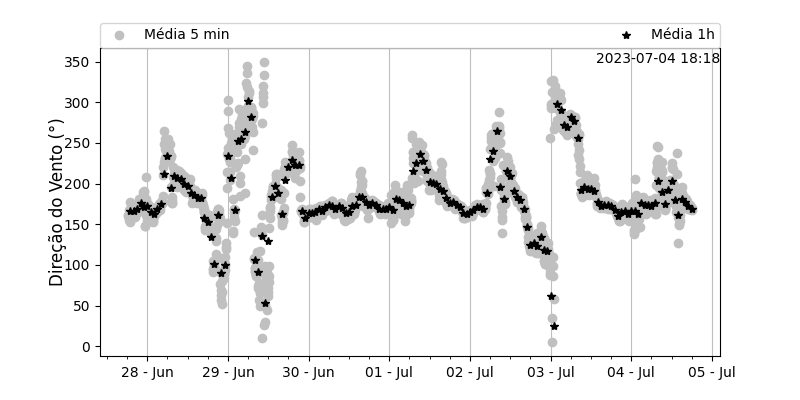 Média 5 min
Média 1h
2023-07-04 18:18
Direção do Vento (°)
350
300
250
200
150
100
50
0
28 - Jun
29 - Jun
30 - Jun
01 - Jul
02 - Jul
03 - Jul
04 - Jul
05 - Jul